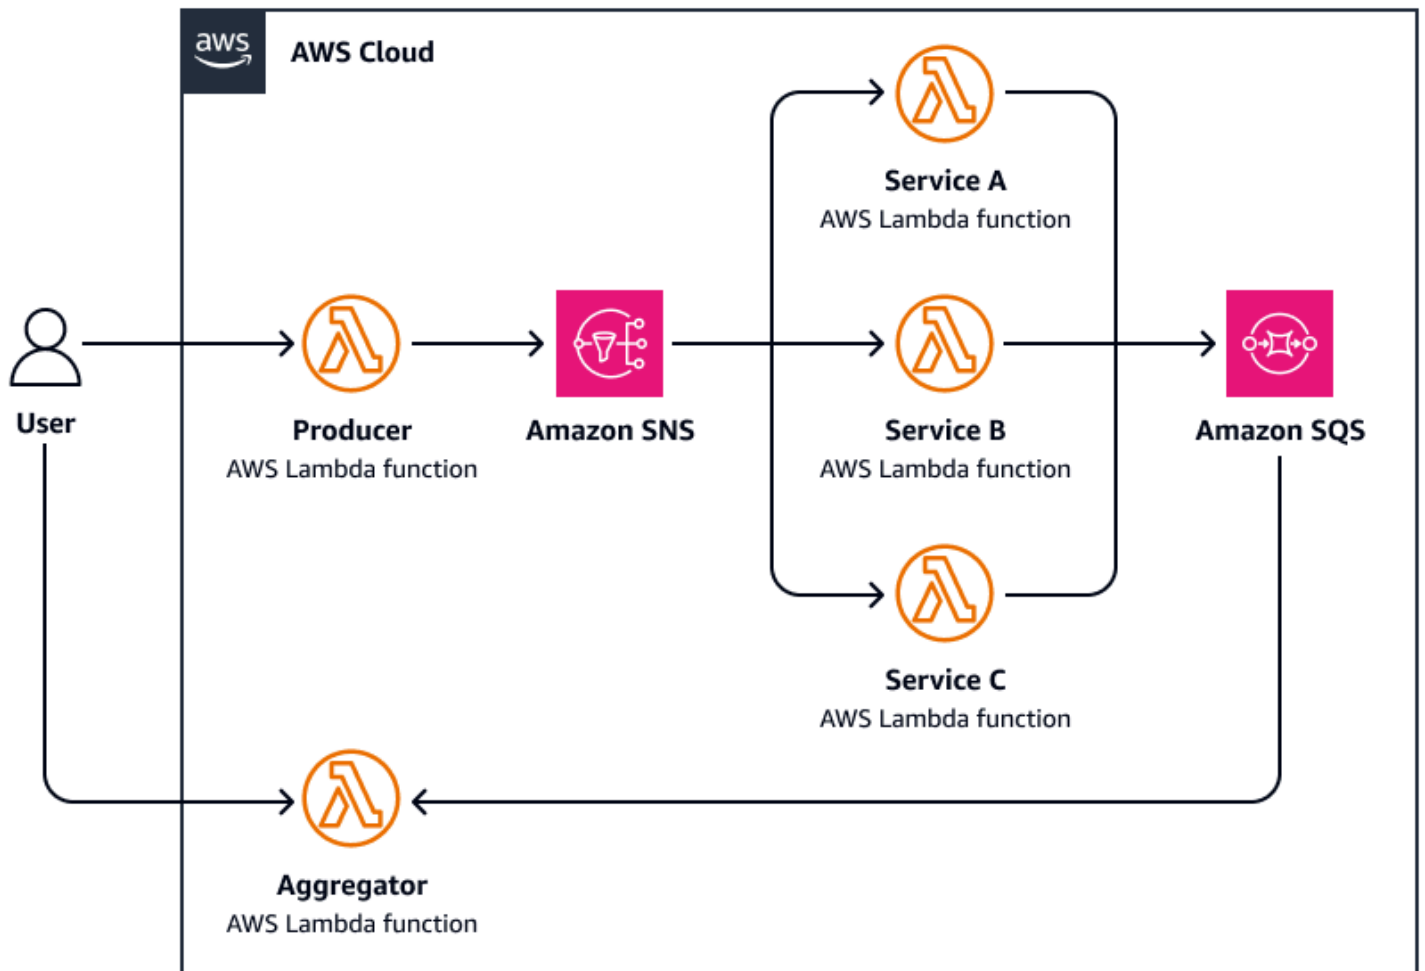 aws
AWS Cloud
Service A
AWS Lambda function
User
Producer
AWS Lambda function
Amazon SNS
Service B
AWS Lambda function
Amazon SQS
Service C
AWS Lambda function
Aggregator
AWS Lambda function